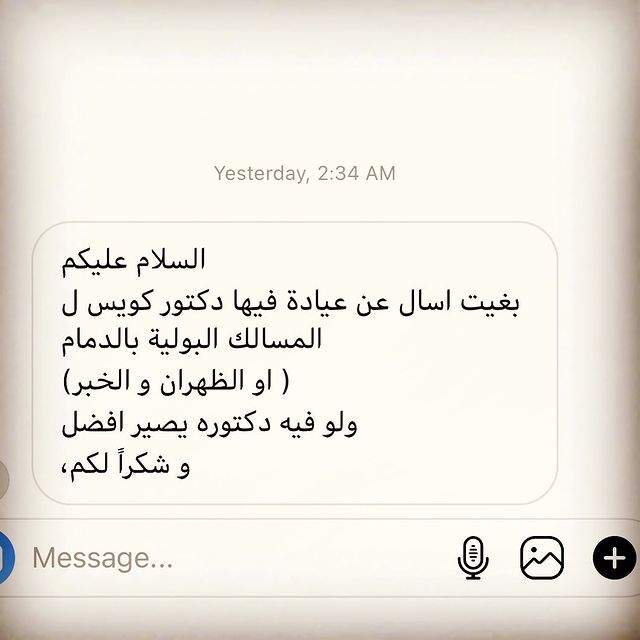 Yesterday, 2:34 AM
السلام عليكم
بغيت اسال عن عيادة فيها دكتور كويس ل
المسالك البولية بالدمام
( او الظهران و الخبر)
ولو فيه دكتوره يصير افضل
و شكراً لكم،
Message...